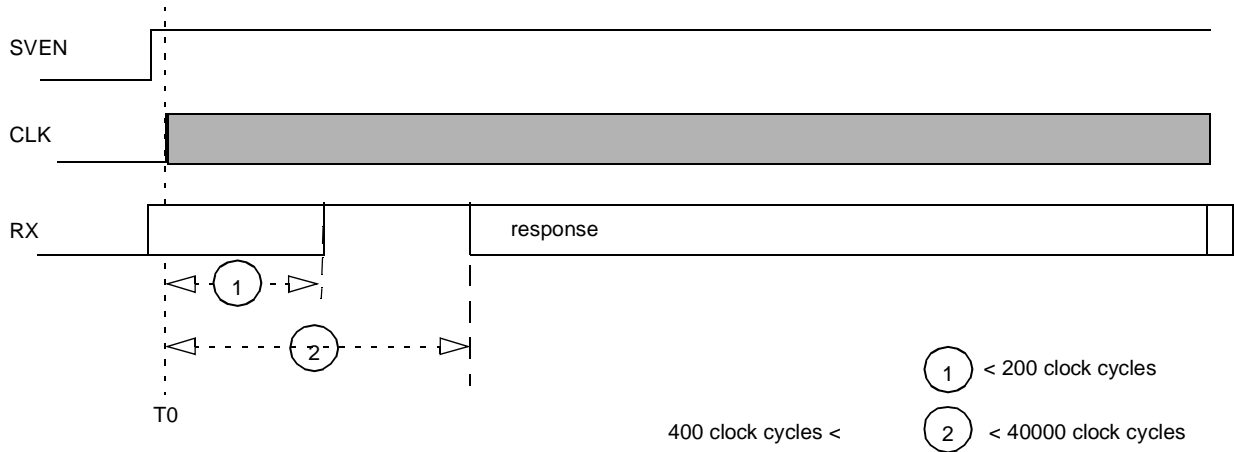 SVEN
CLK
RX
response
1
2
T0
1 < 200 clock cycles
400 clock cycles < 2 < 40000 clock cycles